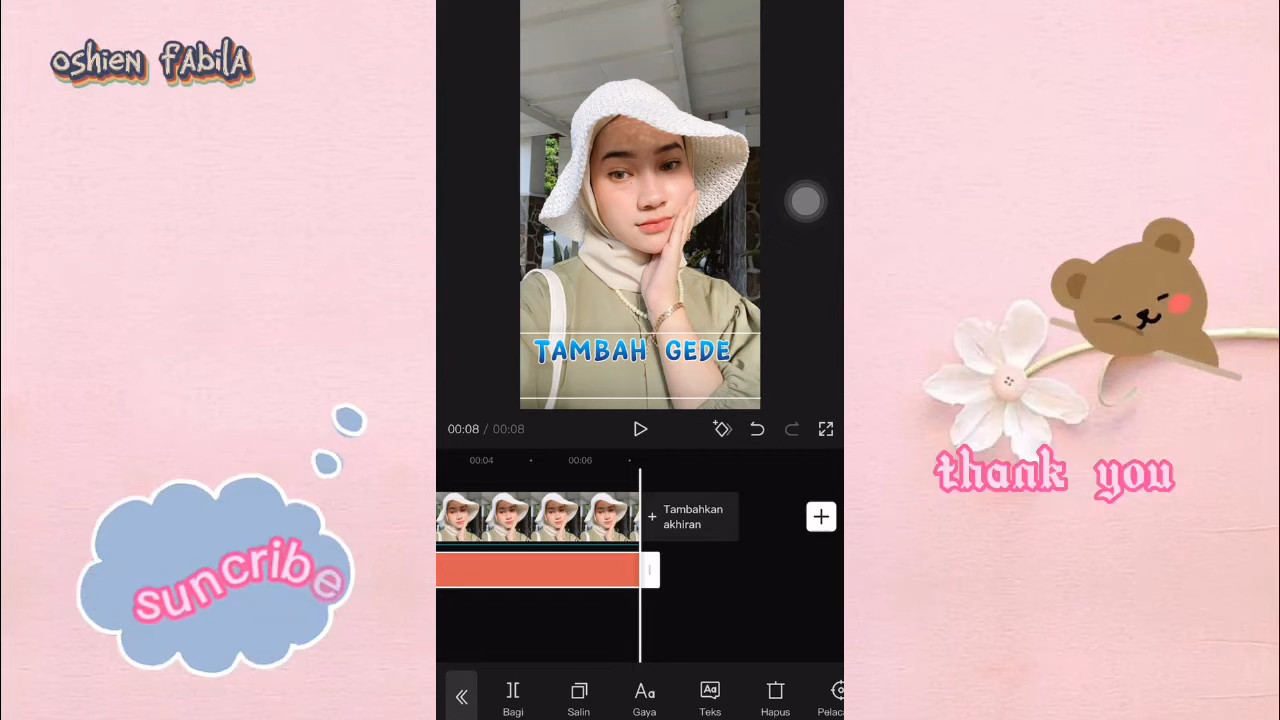 oshien fAbilA
TAMBAH GEDE
00:08 / 00:08
00:04
00:06
+ Tambahkan
akhiran
suncribe
thank you
Bagi
Salin
Gaya
Teks
Hapus
Pelac